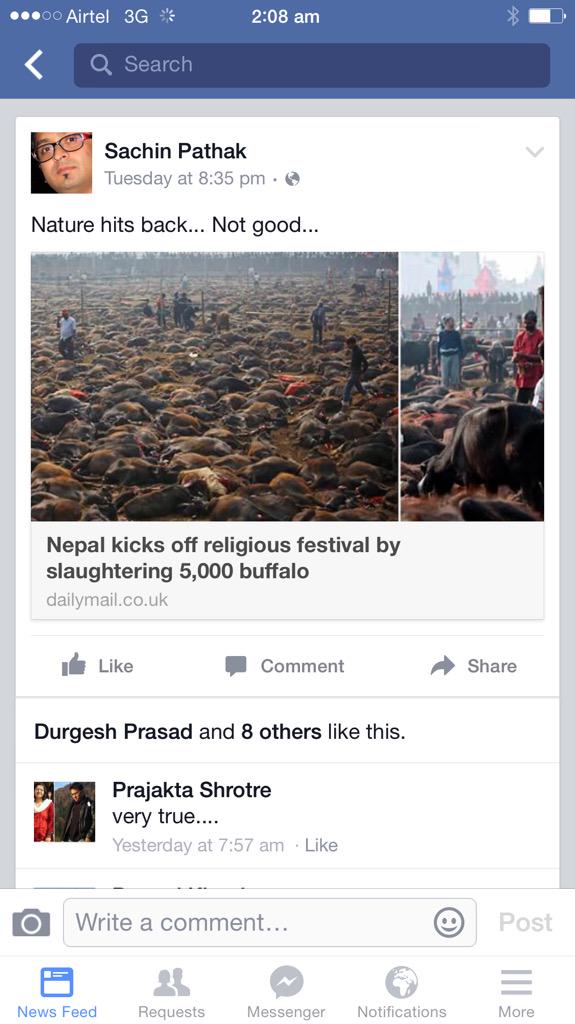 Airtel 3G 2:08 am
Search
Sachin Pathak
Tuesday at 8:35 pm ·
Nature hits back... Not good...
Nepal kicks off religious festival by
slaughtering 5,000 buffalo
dailymail.co.uk
Like Comment Share
Durgesh Prasad and 8 others like this.
Prajakta Shrotre
very true....
Yesterday at 7:57 am · Like
Write a comment... Post
News Feed Requests Messenger Notifications More